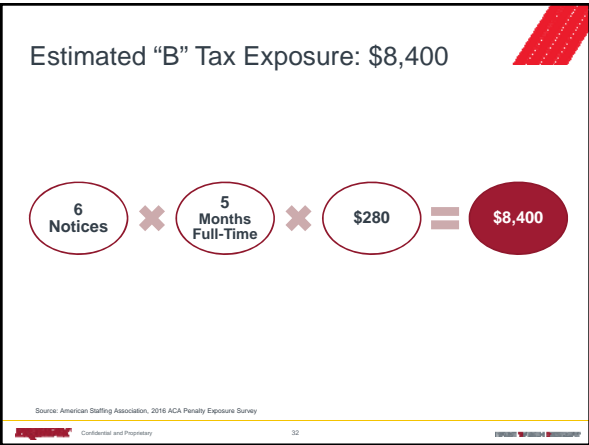 Estimated “B” Tax Exposure: $8,400
6
Notices
5
Months
Full-Time
$280
$8,400
Source: American Staffing Association, 2016 ACA Penalty Exposure Survey
Confidential and Proprietary
32